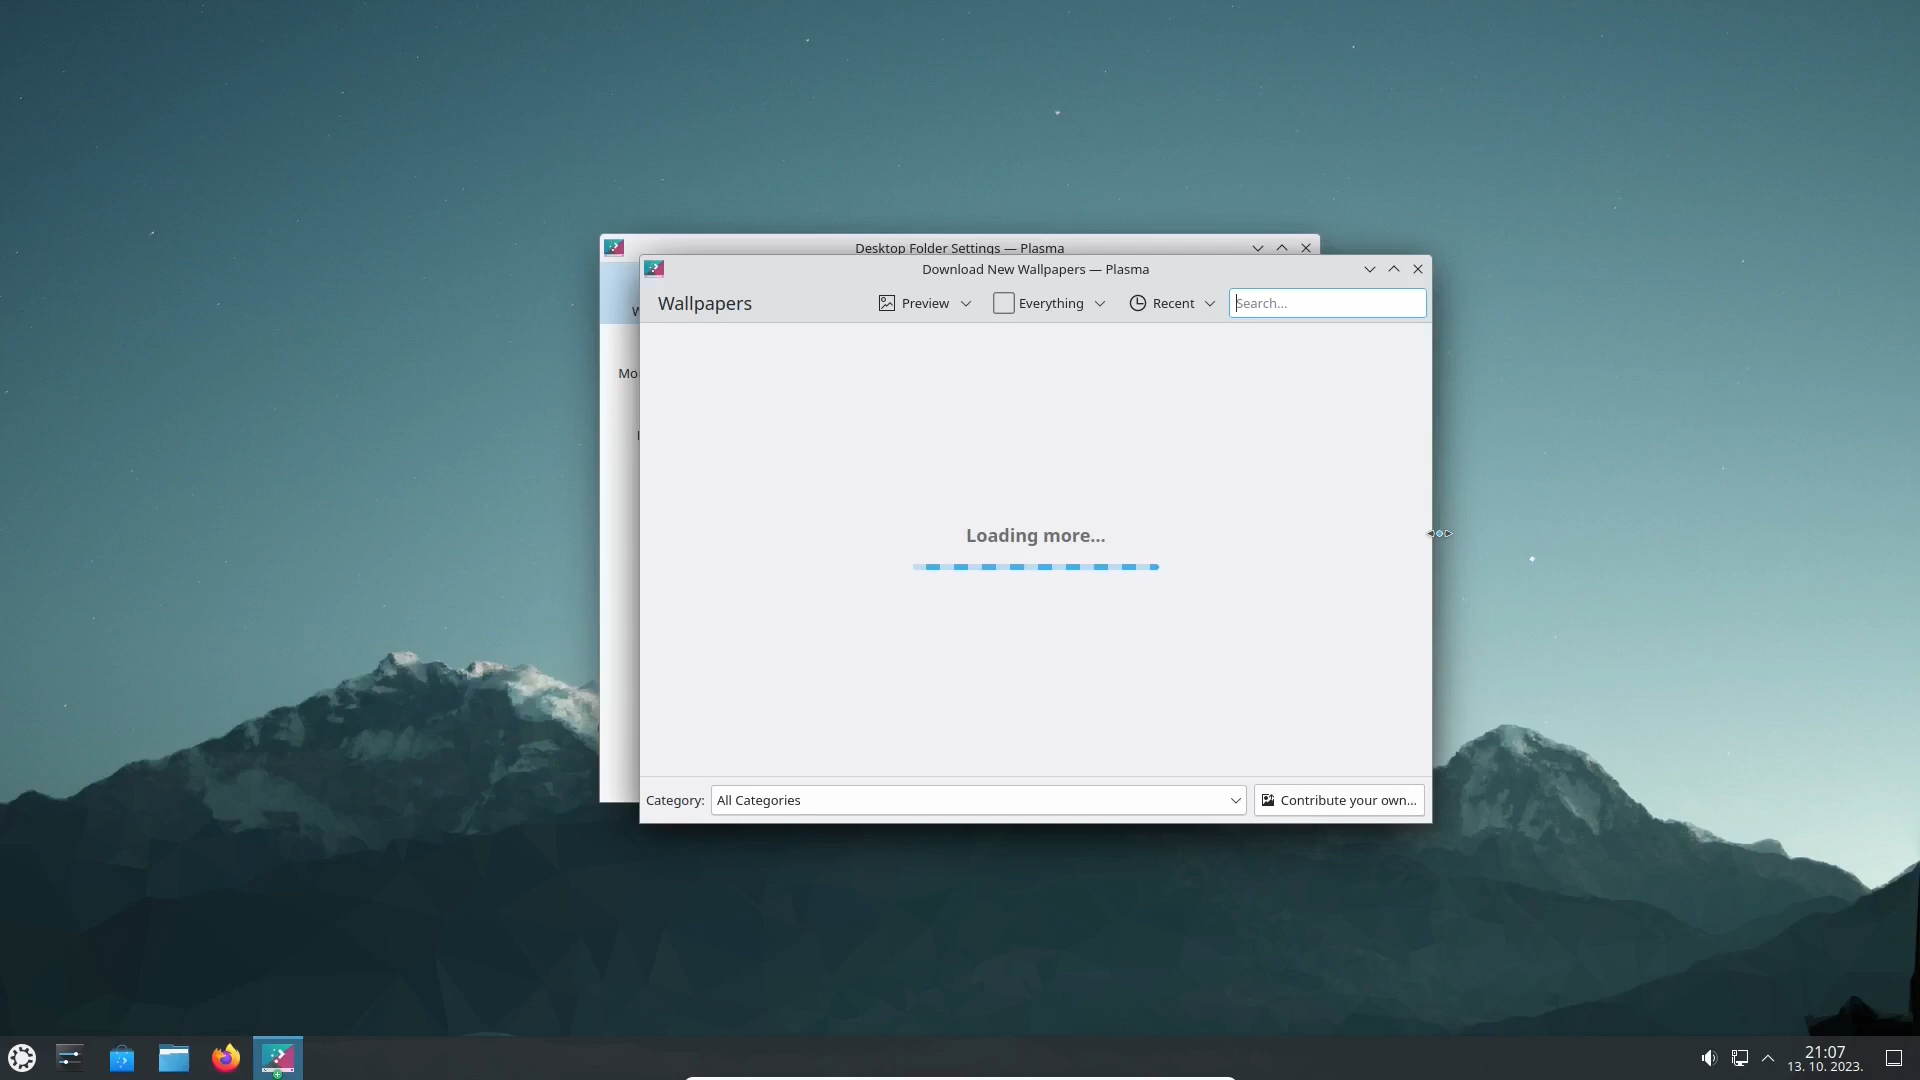 Desktop Folder Settings — Plasma
Download New Wallpapers — Plasma
Wallpapers
Preview
Everything
Recent
Search...
Mo
Loading more...
Category:
All Categories
Contribute your own...
21:07
13. 10. 2023.